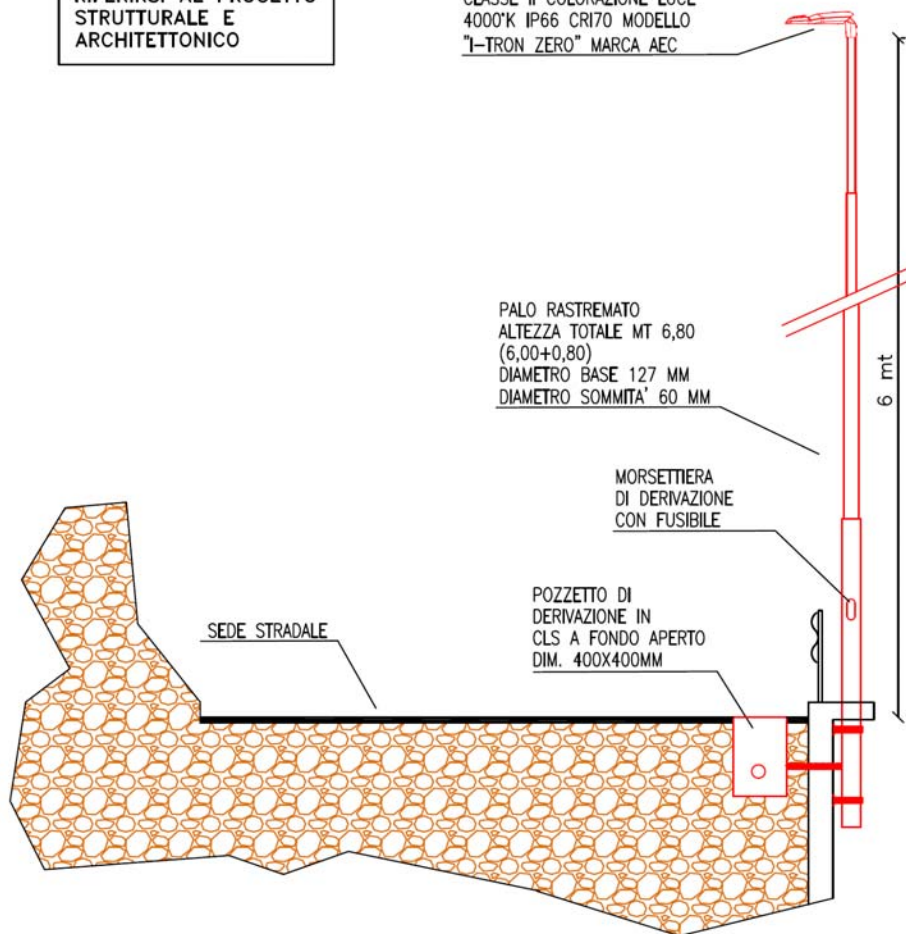 STRUTTURALE E
ARCHITETTONICO
4000°K IP66 CRI70 MODELLO
"I-TRON ZERO" MARCA AEC
PALO RASTREMATO
ALTEZZA TOTALE MT 6,80
(6,00+0,80)
DIAMETRO BASE 127 MM
DIAMETRO SOMMITA' 60 MM
6 mt
MORSETTIERA
DI DERIVAZIONE
CON FUSIBILE
POZZETTO DI
DERIVAZIONE IN
CLS A FONDO APERTO
DIM. 400X400MM
SEDE STRADALE